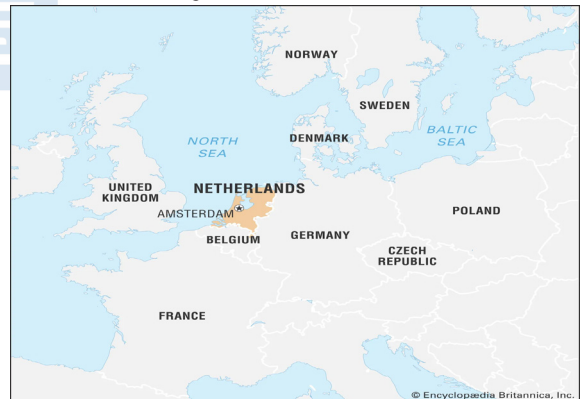 NORWAY
SWEDEN
DENMARK
NORTH
SEA
BALTIC
SEA
UNITED
KINGDOM
NETHERLANDS
AMSTERDAM
BELGIUM
GERMANY
POLAND
CZECH
REPUBLIC
FRANCE
© Encyclopædia Britannica, Inc.